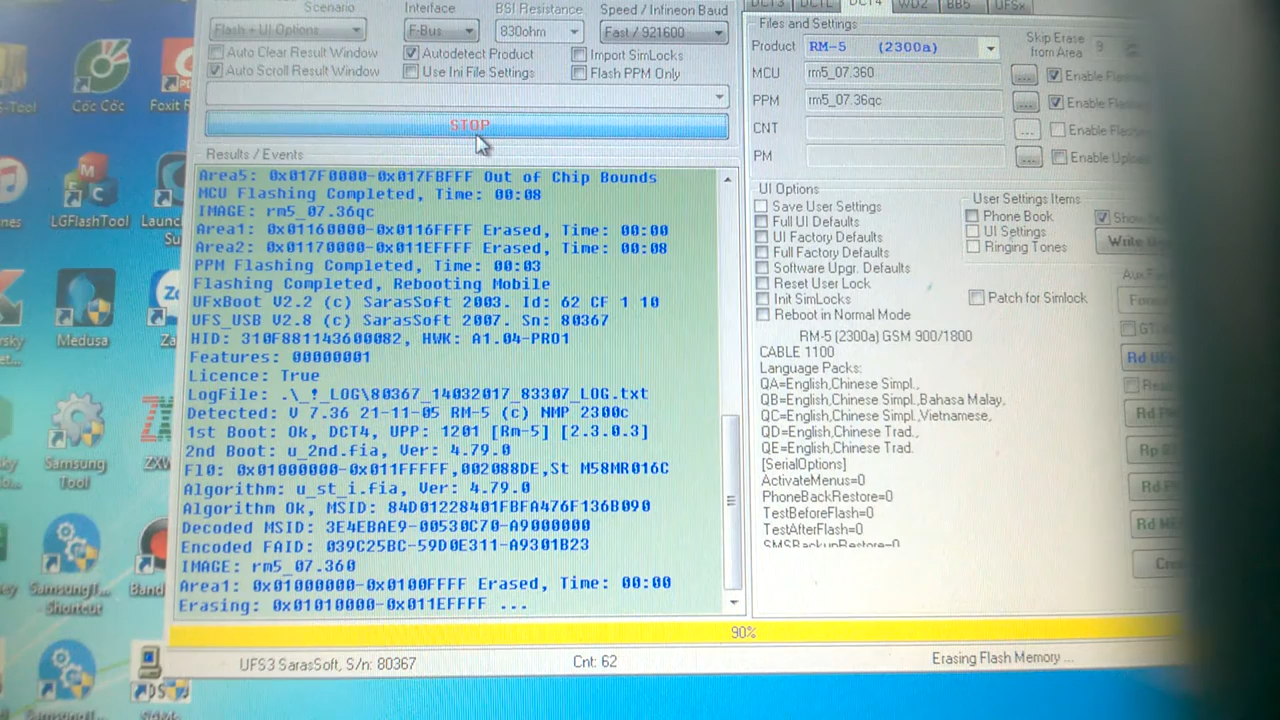 Scenario
Interface
BSI Resistance
Speed / Infineon Baud
Flash + UI Options
F-Bus
830ohm
Fast / 921600
Auto Clear Result Window
Autodetect Product
Import SimLocks
Auto Scroll Result Window
Use Ini File Settings
Flash PPM Only
STOP
Results / Events
Area5: 0x017F0000-0x017FBFFF Out of Chip Bounds
MCU Flashing Completed, Time: 00:08
IMAGE: rm5_07.36qc
Area1: 0x01160000-0x0116FFFF Erased, Time: 00:00
Area2: 0x01170000-0x011EFFFF Erased, Time: 00:08
PPM Flashing Completed, Time: 00:03
Flashing Completed, Rebooting Mobile
UFxBoot V2.2 (c) SarasSoft 2003. Id: 62 CF 1 10
UFS_USB V2.8 (c) SarasSoft 2007. Sn: 80367
HID: 310F881143600082, HWK: A1.04-PRO1
Features: 00000001
Licence: True
LogFile: .\_!_LOG\80367_14032017_83307_LOG.txt
Detected: V 7.36 21-11-05 RM-5 (c) NMP 2300c
1st Boot: Ok, DCT4, UPP: 1201 [Rm-5] [2.3.0.3]
2nd Boot: u_2nd.fia, Ver: 4.79.0
Fl0: 0x01000000-0x011FFFFF,002088DE,St M58MR016C
Algorithm: u_st_i.fia, Ver: 4.79.0
Algorithm Ok, MSID: 84D01228401FBFA476F136B090
Decoded MSID: 3E4EBAE9-00530C70-A9000000
Encoded FAID: 039C25BC-59D0E311-A9301B23
IMAGE: rm5_07.360
Area1: 0x01000000-0x0100FFFF Erased, Time: 00:00
Erasing: 0x01010000-0x011EFFFF ...
90%
UFS3 SarasSoft, S/n: 80367
Cnt: 62
Erasing Flash Memory ...
DCT3
DCTL
DCT4
WD2
BB5
UFSx
Files and Settings
Product
RM-5 (2300a)
Skip Erase
from Area
9
MCU
rm5_07.360
PPM
rm5_07.36qc
CNT
PM
UI Options
Save User Settings
Full UI Defaults
UI Factory Defaults
Full Factory Defaults
Software Upgr. Defaults
Reset User Lock
Init SimLocks
Reboot in Normal Mode
User Settings Items
Phone Book
UI Settings
Ringing Tones
Patch for Simlock
RM-5 (2300a) GSM 900/1800
CABLE 1100
Language Packs:
QA=English,Chinese Simpl.,
QB=English,Chinese Simpl.,Bahasa Malay,
QC=English,Chinese Simpl.,Vietnamese,
QD=English,Chinese Trad.,
QE=English,Chinese Trad.
[SerialOptions]
ActivateMenus=0
PhoneBackRestore=0
TestBeforeFlash=0
TestAfterFlash=0
SMSBackupRestore=0
Cốc Cốc
Foxit
LGFlashTool
Medusa
Samsung
Tool
Shortcut